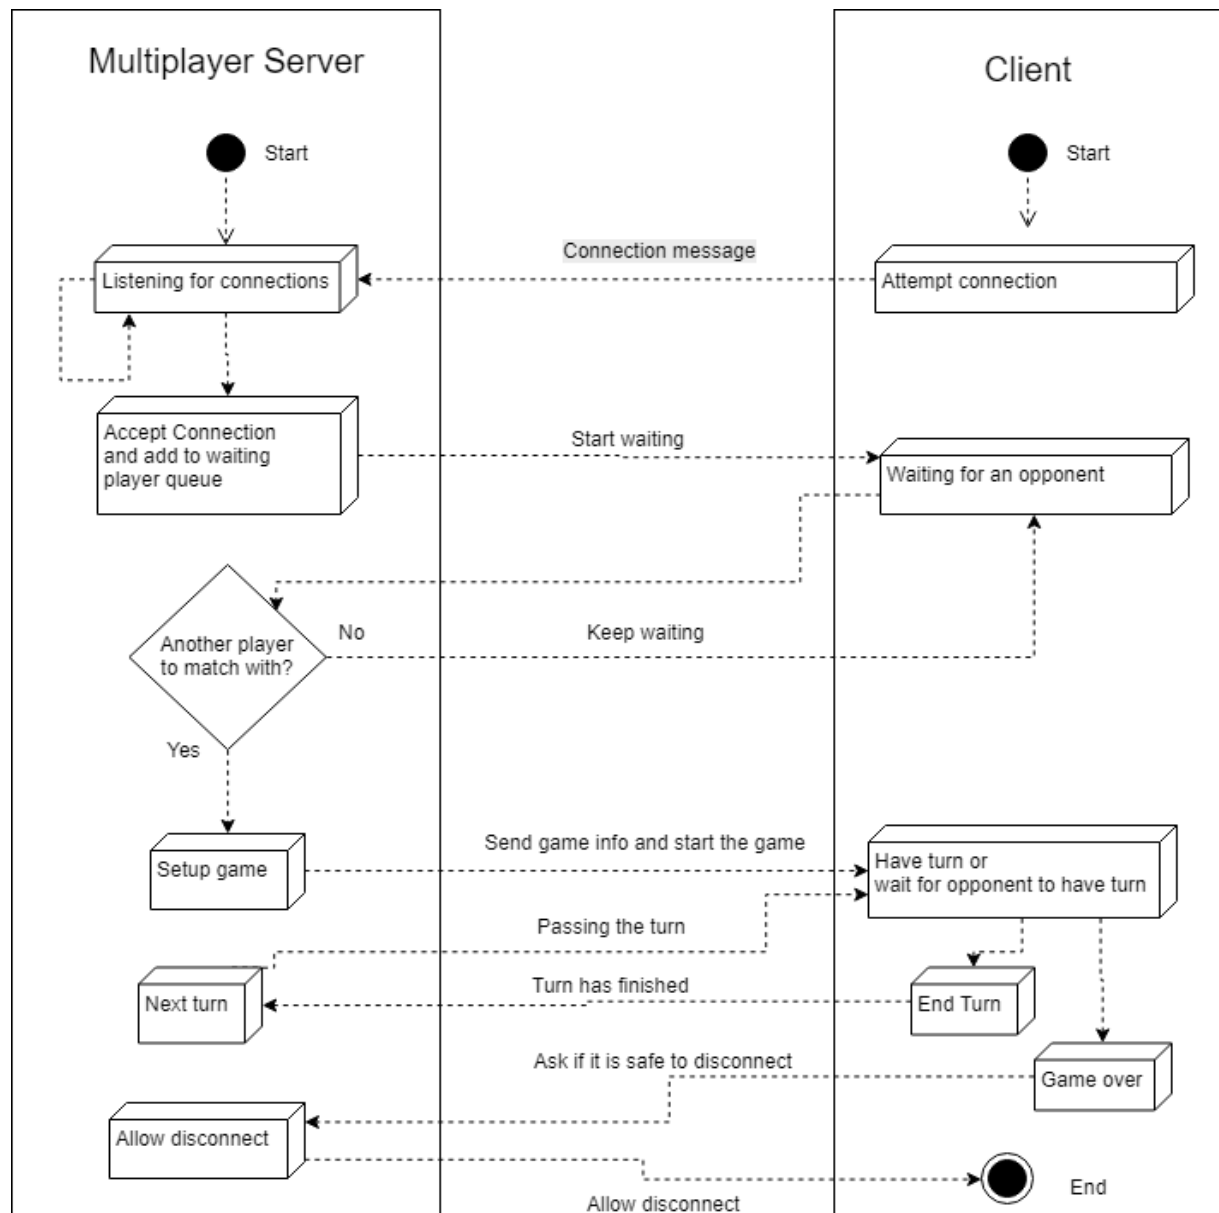 Multiplayer Server
Client
Start
Start
Connection message
Listening for connections
Attempt connection
Accept Connection
and add to waiting
player queue
Start waiting
Waiting for an opponent
Another player
to match with?
No
Keep waiting
Yes
Setup game
Send game info and start the game
Have turn or
wait for opponent to have turn
Passing the turn
Next turn
Turn has finished
End Turn
Ask if it is safe to disconnect
Game over
Allow disconnect
Allow disconnect
End